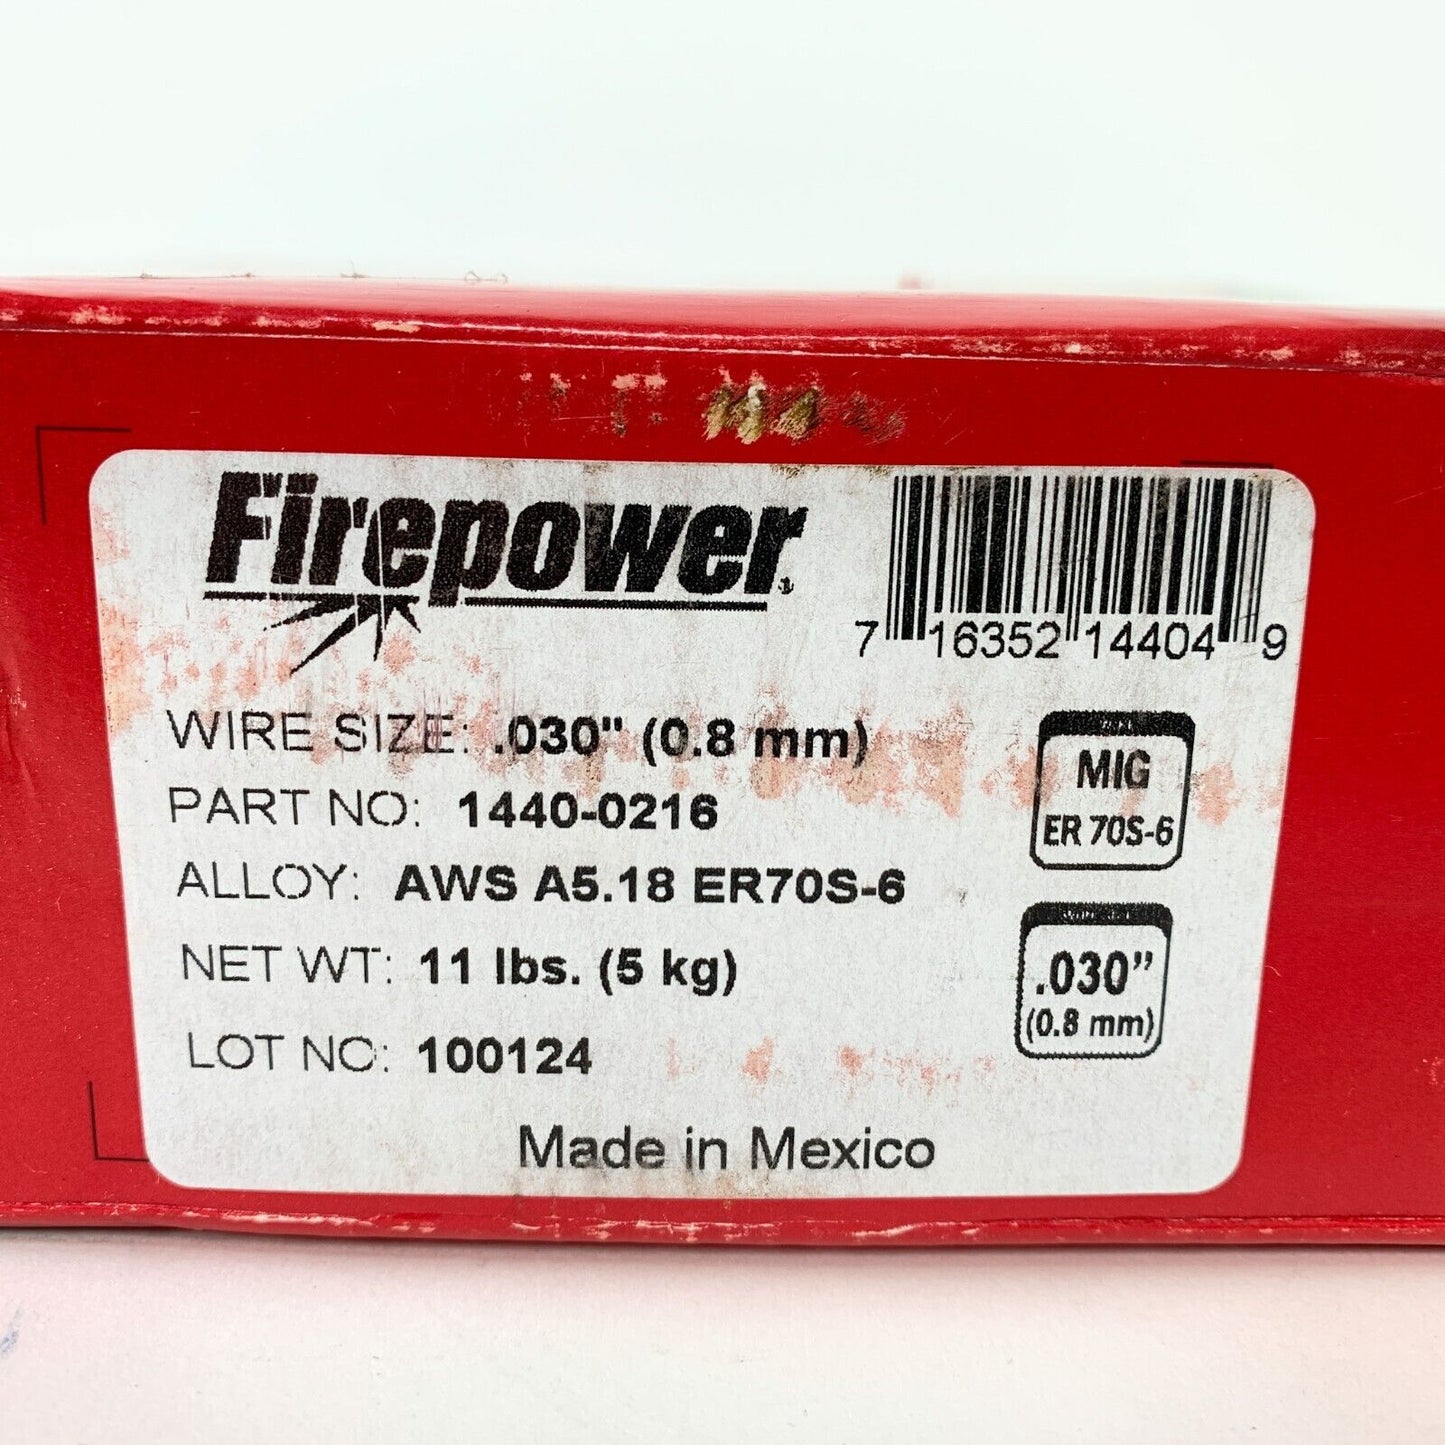 Firepower
7 16352 14404 9
WIRE SIZE: .030" (0.8 mm)
PART NO: 1440-0216
ALLOY: AWS A5.18 ER70S-6
NET WT: 11 lbs. (5 kg)
LOT NO: 100124
MIG
ER 70S-6
.030”
(0.8 mm)
Made in Mexico